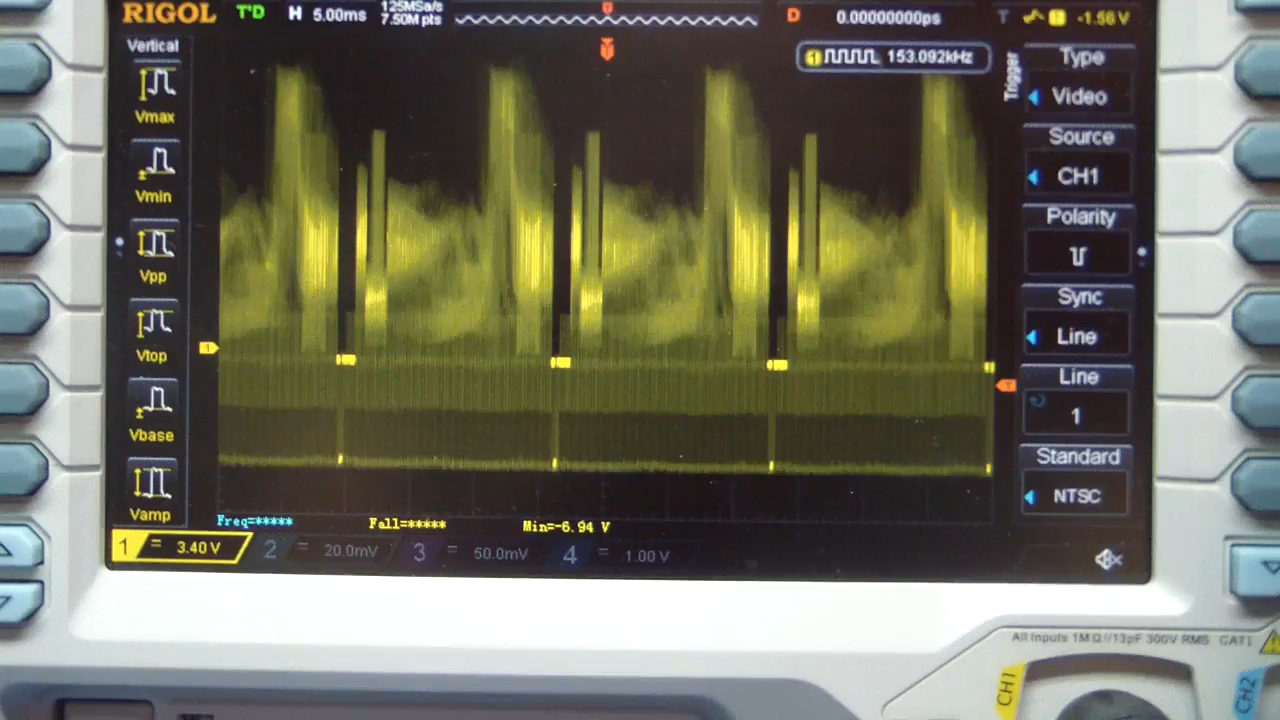 RIGOL T'D H 5.00ms 125MSa/s 7.50M pts D 0.00000000ps T 1 -1.56 V
Vertical
1 153.092kHz
Vmax
Vmin
Vpp
Vtop
Vbase
Vamp
Trigger
Type
Video
Source
CH1
Polarity
Sync
Line
Line
1
Standard
NTSC
1
T
Freq=***** Fall=***** Min=-6.94 V
1 = 3.40 V 2 = 20.0mV 3 = 50.0mV 4 = 1.00 V
All Inputs 1MΩ//13pF 300V RMS CAT I
CH1
CH2